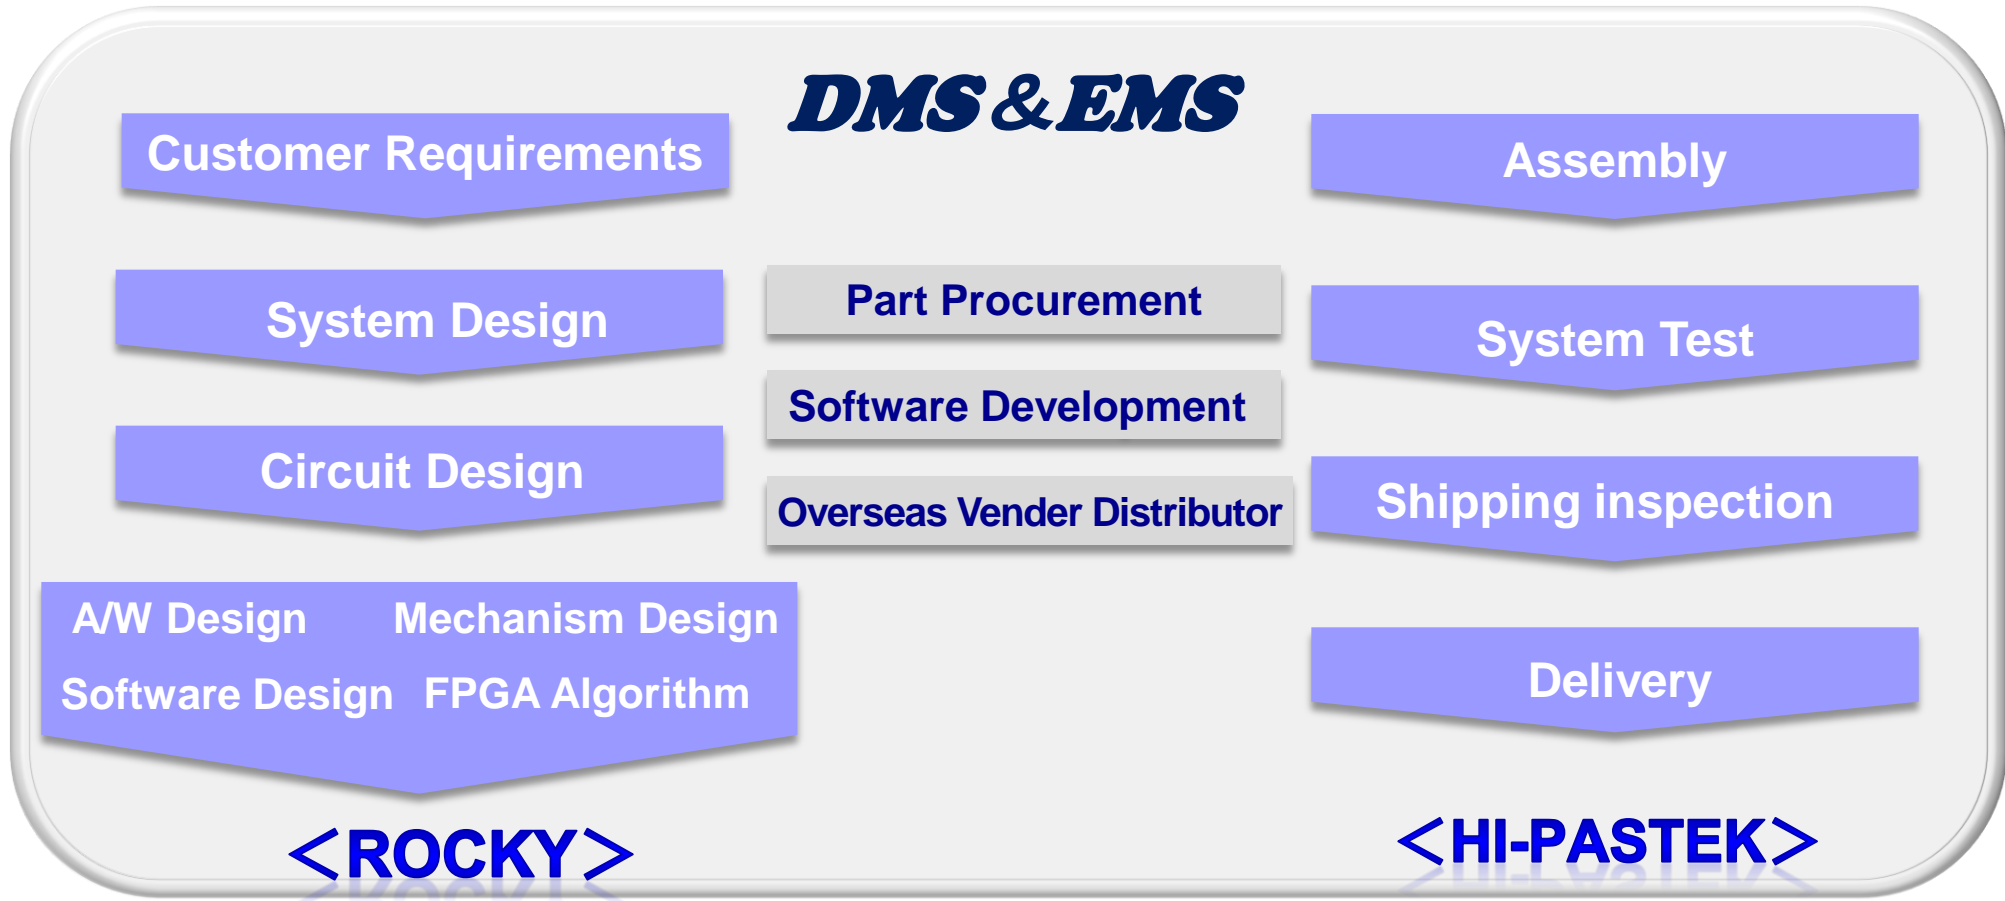 DMS&EMS
Customer Requirements
System Design
Circuit Design
A/W Design Mechanism Design
Software Design FPGA Algorithm
<ROCKY>
Part Procurement
Software Development
Overseas Vender Distributor
Assembly
System Test
Shipping inspection
Delivery
<HI-PASTEK>